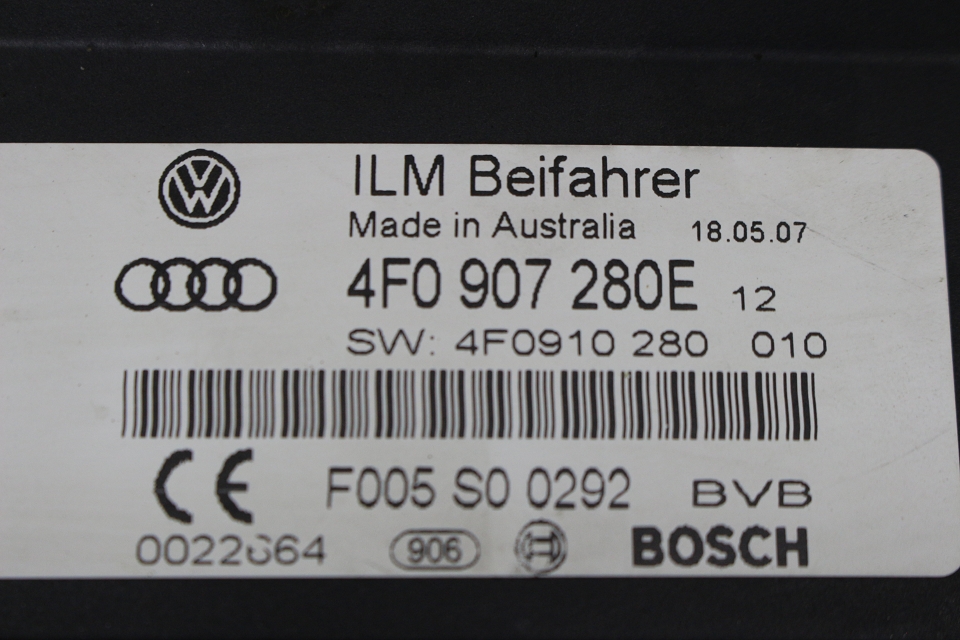 ILM Beifahrer
Made in Australia 18.05.07
4F0 907 280E 12
SW: 4F0910 280 010
CE F005 S0 0292 BVB
906 BOSCH